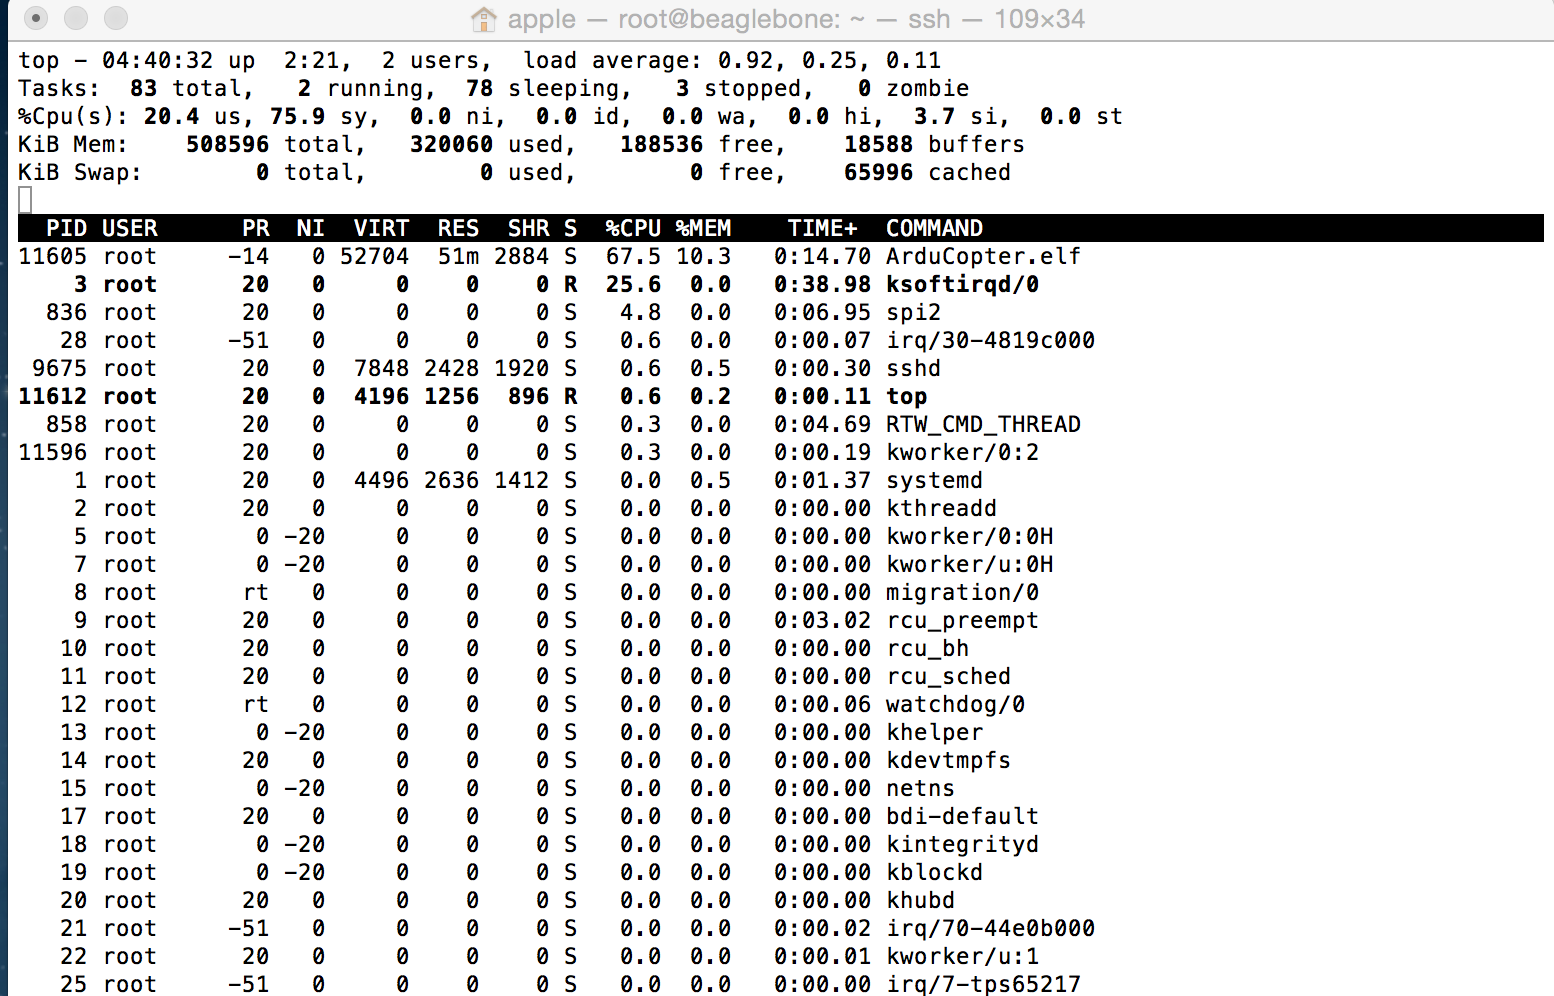 apple — root@beaglebone: ~ — ssh — 109×34
top - 04:40:32 up  2:21,  2 users,  load average: 0.92, 0.25, 0.11
Tasks:  83 total,   2 running,  78 sleeping,   3 stopped,   0 zombie
%Cpu(s): 20.4 us, 75.9 sy,  0.0 ni,  0.0 id,  0.0 wa,  0.0 hi,  3.7 si,  0.0 st
KiB Mem:    508596 total,   320060 used,   188536 free,    18588 buffers
KiB Swap:        0 total,        0 used,        0 free,    65996 cached
PID USER      PR  NI  VIRT  RES  SHR S  %CPU %MEM    TIME+  COMMAND
11605 root     -14   0 52704  51m 2884 S  67.5 10.3   0:14.70 ArduCopter.elf
3 root      20   0     0    0    0 R  25.6  0.0   0:38.98 ksoftirqd/0
836 root      20   0     0    0    0 S   4.8  0.0   0:06.95 spi2
28 root     -51   0     0    0    0 S   0.6  0.0   0:00.07 irq/30-4819c000
9675 root      20   0  7848 2428 1920 S   0.6  0.5   0:00.30 sshd
11612 root      20   0  4196 1256  896 R   0.6  0.2   0:00.11 top
858 root      20   0     0    0    0 S   0.3  0.0   0:04.69 RTW_CMD_THREAD
11596 root      20   0     0    0    0 S   0.3  0.0   0:00.19 kworker/0:2
1 root      20   0  4496 2636 1412 S   0.0  0.5   0:01.37 systemd
2 root      20   0     0    0    0 S   0.0  0.0   0:00.00 kthreadd
5 root       0 -20     0    0    0 S   0.0  0.0   0:00.00 kworker/0:0H
7 root       0 -20     0    0    0 S   0.0  0.0   0:00.00 kworker/u:0H
8 root      rt   0     0    0    0 S   0.0  0.0   0:00.00 migration/0
9 root      20   0     0    0    0 S   0.0  0.0   0:03.02 rcu_preempt
10 root      20   0     0    0    0 S   0.0  0.0   0:00.00 rcu_bh
11 root      20   0     0    0    0 S   0.0  0.0   0:00.00 rcu_sched
12 root      rt   0     0    0    0 S   0.0  0.0   0:00.06 watchdog/0
13 root       0 -20     0    0    0 S   0.0  0.0   0:00.00 khelper
14 root      20   0     0    0    0 S   0.0  0.0   0:00.00 kdevtmpfs
15 root       0 -20     0    0    0 S   0.0  0.0   0:00.00 netns
17 root      20   0     0    0    0 S   0.0  0.0   0:00.00 bdi-default
18 root       0 -20     0    0    0 S   0.0  0.0   0:00.00 kintegrityd
19 root       0 -20     0    0    0 S   0.0  0.0   0:00.00 kblockd
20 root      20   0     0    0    0 S   0.0  0.0   0:00.00 khubd
21 root     -51   0     0    0    0 S   0.0  0.0   0:00.02 irq/70-44e0b000
22 root      20   0     0    0    0 S   0.0  0.0   0:00.01 kworker/u:1
25 root     -51   0     0    0    0 S   0.0  0.0   0:00.00 irq/7-tps65217